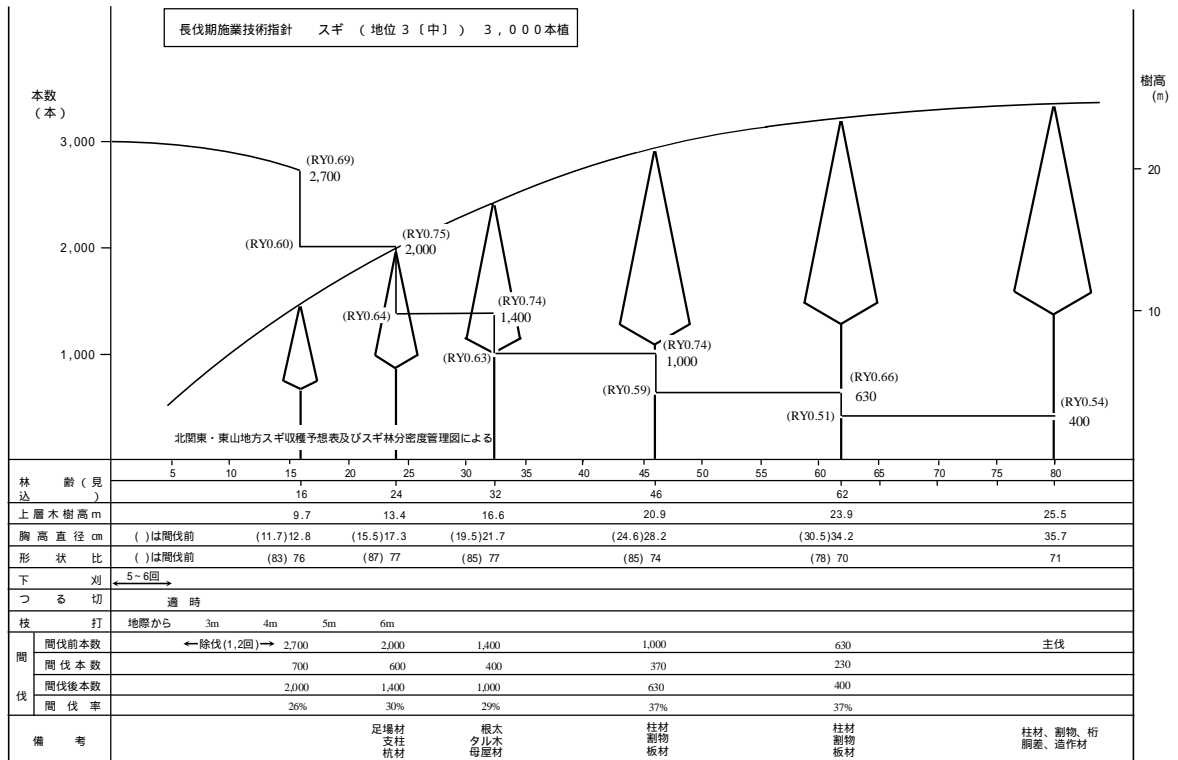 長伐期施業技術指針　スギ　（地位３〔中〕）　３，０００本植
本数
（本）
樹高
(m)
3,000
2,000
1,000
20
10
(RY0.69)
2,700
(RY0.60)
(RY0.75)
2,000
(RY0.64)
(RY0.74)
1,400
(RY0.63)
(RY0.74)
1,000
(RY0.59)
(RY0.66)
630
(RY0.51)
(RY0.54)
400
北関東・東山地方スギ収穫予想表及びスギ林分密度管理図による
5 10 15 20 25 30 35 40 45 50 55 60 65 70 75 80
林齢（見
込）
16 24 32 46 62
上層木樹高m 9.7 13.4 16.6 20.9 23.9 25.5
胸高直径㎝ ( )は間伐前 (11.7)12.8 (15.5)17.3 (19.5)21.7 (24.6)28.2 (30.5)34.2 35.7
形状比 ( )は間伐前 (83) 76 (87) 77 (85) 77 (85) 74 (78) 70 71
下刈 5~6回
つる切 適時
枝打 地際から 3m 4m 5m 6m
間伐
間伐前本数 ←除伐(1,2回)→ 2,700 2,000 1,400 1,000 630 主伐
間伐本数 700 600 400 370 230
間伐後本数 2,000 1,400 1,000 630 400
間伐率 26% 30% 29% 37% 37%
備考
足場材 根太 柱材 柱材 柱材、割物、桁
支柱 タル木 割物 割物 胴差、造作材
杭材 母屋材 板材 板材